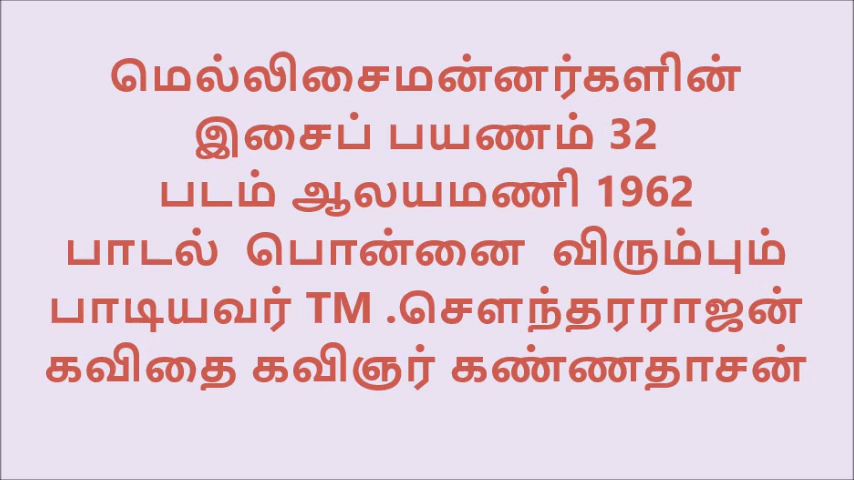 மெல்லிசைமன்னர்களின்
இசைப் பயணம் 32
படம் ஆலயமணி 1962
பாடல் பொன்னை விரும்பும்
பாடியவர் TM .சௌந்தரராஜன்
கவிதை கவிஞர் கண்ணதாசன்